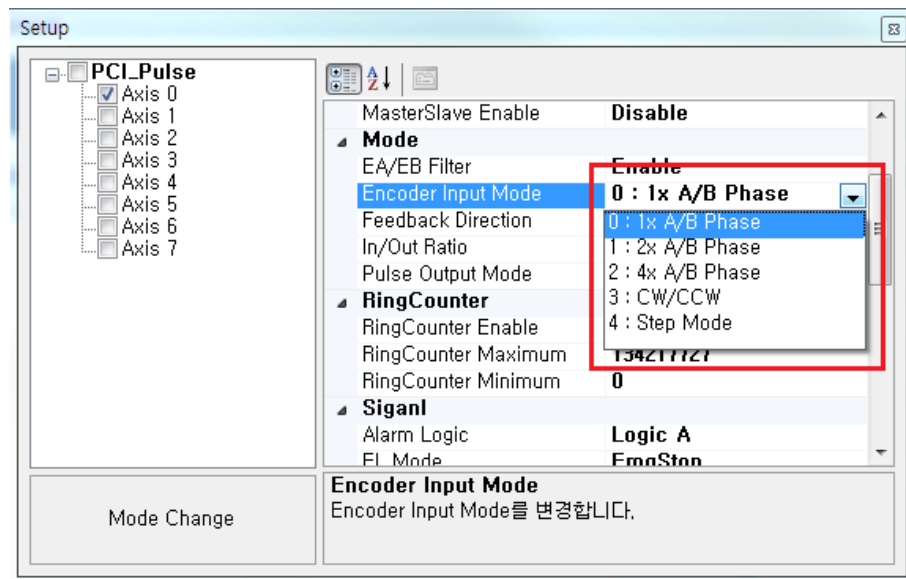 Setup
PCI_Pulse
Axis 0
Axis 1
Axis 2
Axis 3
Axis 4
Axis 5
Axis 6
Axis 7
MasterSlave Enable Disable
Mode
EA/EB Filter Enable
Encoder Input Mode 0 : 1x A/B Phase
Feedback Direction
In/Out Ratio
Pulse Output Mode
0 : 1x A/B Phase
1 : 2x A/B Phase
2 : 4x A/B Phase
3 : CW/CCW
4 : Step Mode
RingCounter
RingCounter Enable
RingCounter Maximum 134217727
RingCounter Minimum 0
Siganl
Alarm Logic Logic A
EL Mode EmgStop
Encoder Input Mode
Encoder Input Mode를 변경합니다.
Mode Change